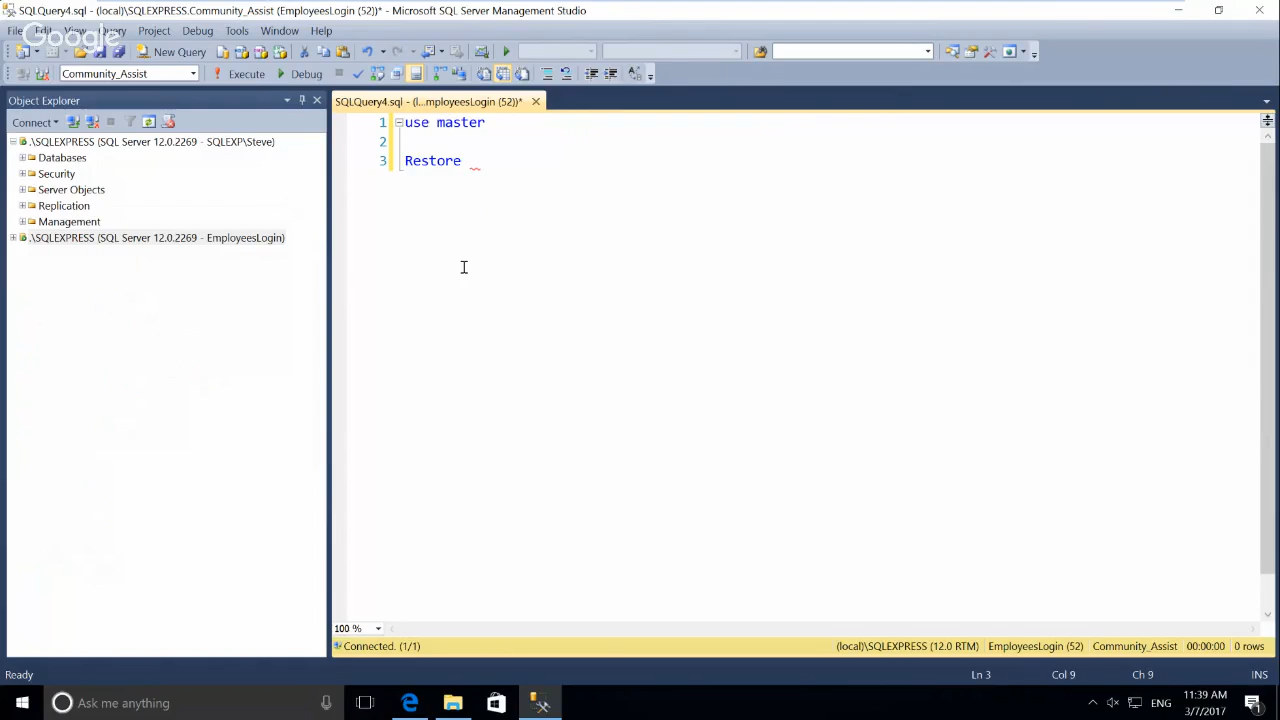 SQLQuery4.sql - (local)\SQLEXPRESS.Community_Assist (EmployeesLogin (52))* - Microsoft SQL Server Management Studio
File Edit View Query Project Debug Tools Window Help
Google
New Query
Community_Assist Execute Debug
Object Explorer
SQLQuery4.sql - (l...mployeesLogin (52))*
Connect
.\SQLEXPRESS (SQL Server 12.0.2269 - SQLEXP\Steve)
Databases
Security
Server Objects
Replication
Management
.\SQLEXPRESS (SQL Server 12.0.2269 - EmployeesLogin)
1 use master
2
3 Restore
100 %
Connected. (1/1) (local)\SQLEXPRESS (12.0 RTM) EmployeesLogin (52) Community_Assist 00:00:00 0 rows
Ready Ln 3 Col 9 Ch 9 INS
Ask me anything
ENG
11:39 AM
3/7/2017
1